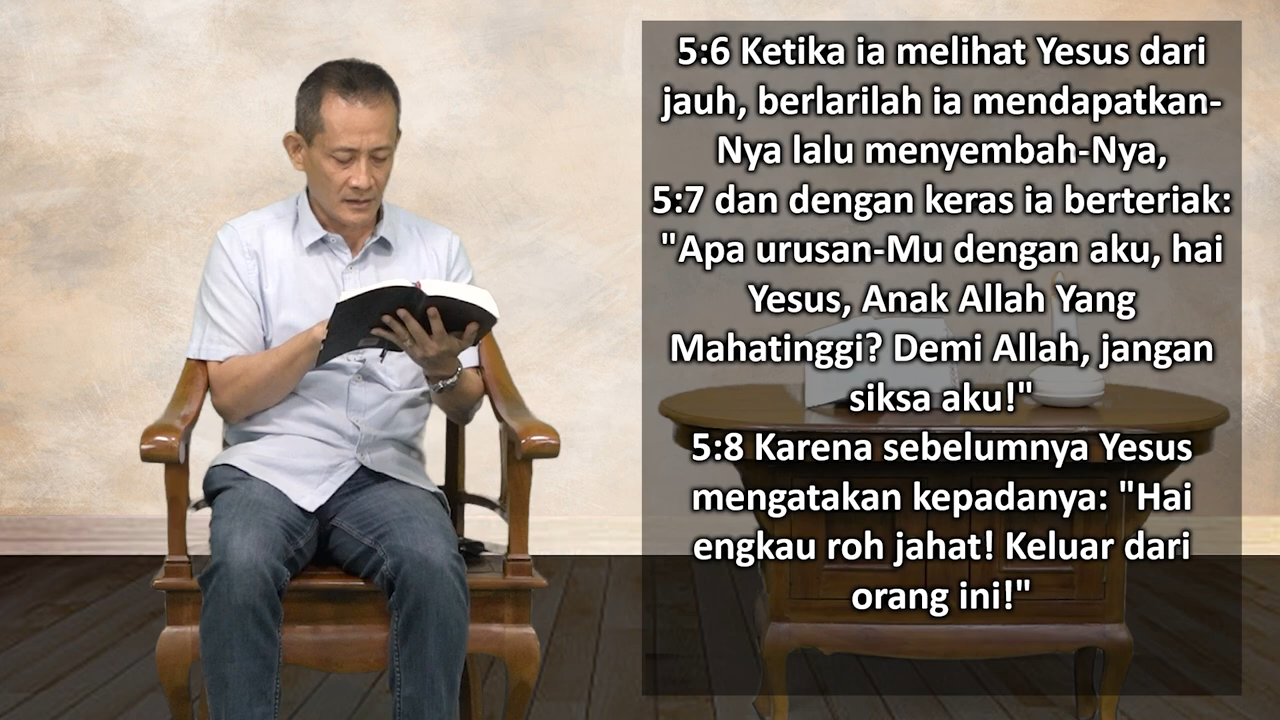 5:6 Ketika ia melihat Yesus dari
jauh, berlarilah ia mendapatkan-
Nya lalu menyembah-Nya,
5:7 dan dengan keras ia berteriak:
"Apa urusan-Mu dengan aku, hai
Yesus, Anak Allah Yang
Mahatinggi? Demi Allah, jangan
siksa aku!"
5:8 Karena sebelumnya Yesus
mengatakan kepadanya: "Hai
engkau roh jahat! Keluar dari
orang ini!"